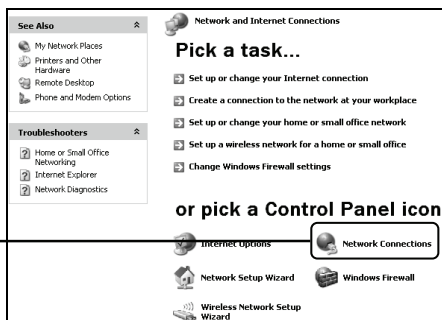 See Also
My Network Places
Printers and Other
Hardware
Remote Desktop
Phone and Modem Options
Troubleshooters
Home or Small Office
Networking
Internet Explorer
Network Diagnostics
Network and Internet Connections
Pick a task...
Set up or change your Internet connection
Create a connection to the network at your workplace
Set up or change your home or small office network
Set up a wireless network for a home or small office
Change Windows Firewall settings
or pick a Control Panel icon
Internet Options
Network Connections
Network Setup Wizard
Windows Firewall
Wireless Network Setup
Wizard